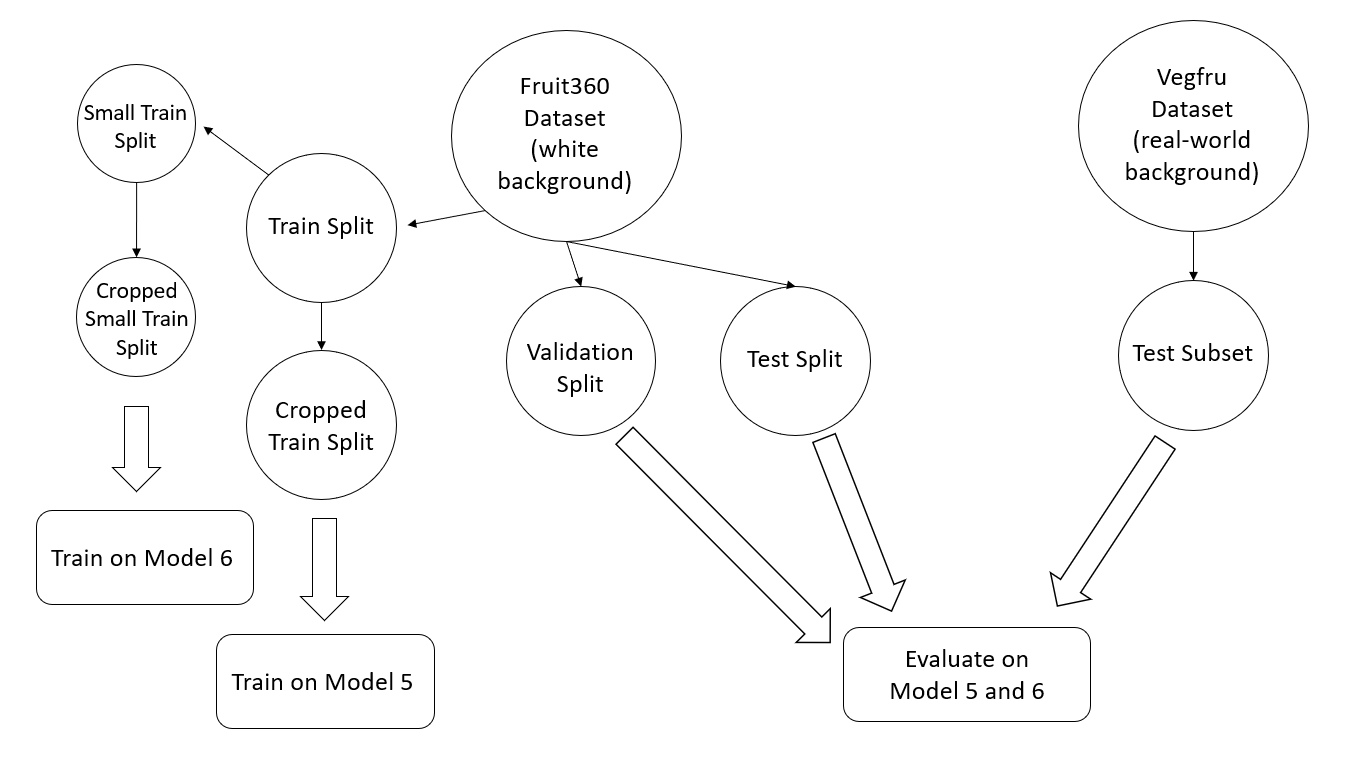 Fruit360
Dataset
(white
background)
Vegfru
Dataset
(real-world
background)
Small Train
Split
Train Split
Cropped
Small Train
Split
Validation
Split
Test Split
Test Subset
Cropped
Train Split
Train on Model 6
Train on Model 5
Evaluate on
Model 5 and 6